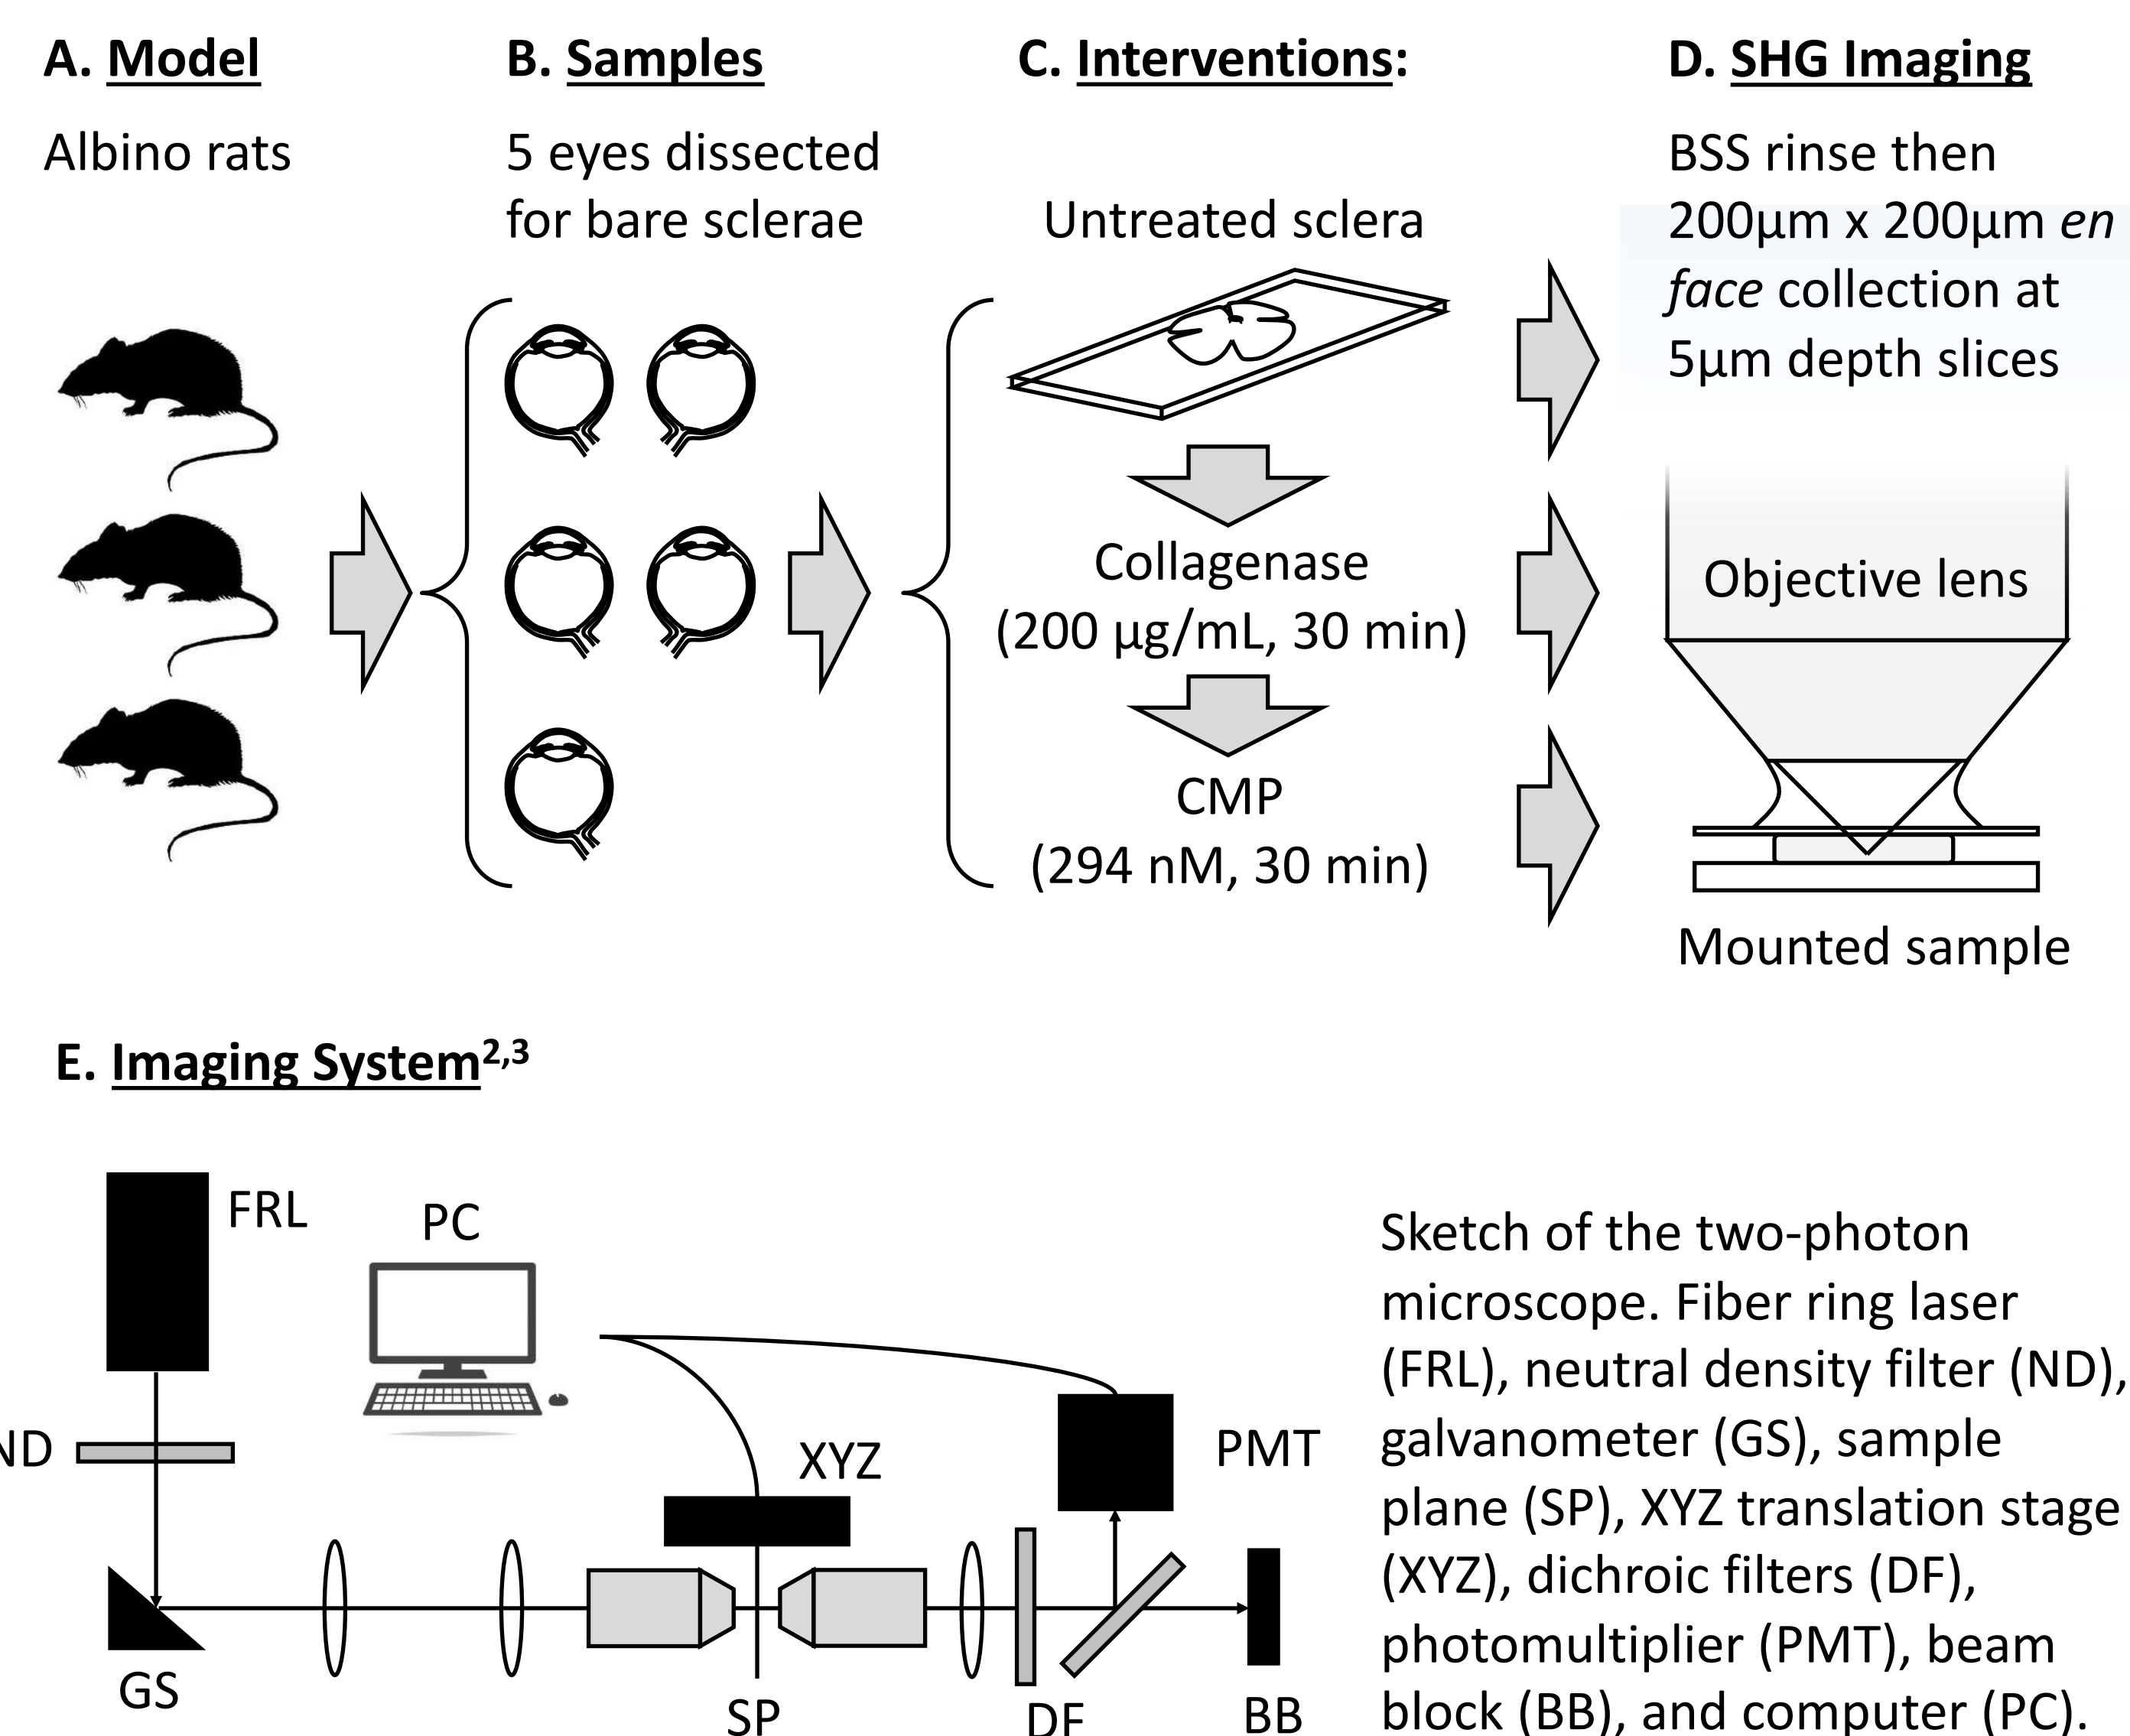 A. Model
Albino rats
B. Samples
5 eyes dissected
for bare sclerae
C. Interventions:
Untreated sclera
Collagenase
(200 µg/mL, 30 min)
CMP
(294 nM, 30 min)
D. SHG Imaging
BSS rinse then
200µm x 200µm en
face collection at
5µm depth slices
Objective lens
Mounted sample
E. Imaging System2,3
FRL
PC
ND
XYZ
PMT
GS
SP
DF
BB
Sketch of the two-photon
microscope. Fiber ring laser
(FRL), neutral density filter (ND),
galvanometer (GS), sample
plane (SP), XYZ translation stage
(XYZ), dichroic filters (DF),
photomultiplier (PMT), beam
block (BB), and computer (PC).